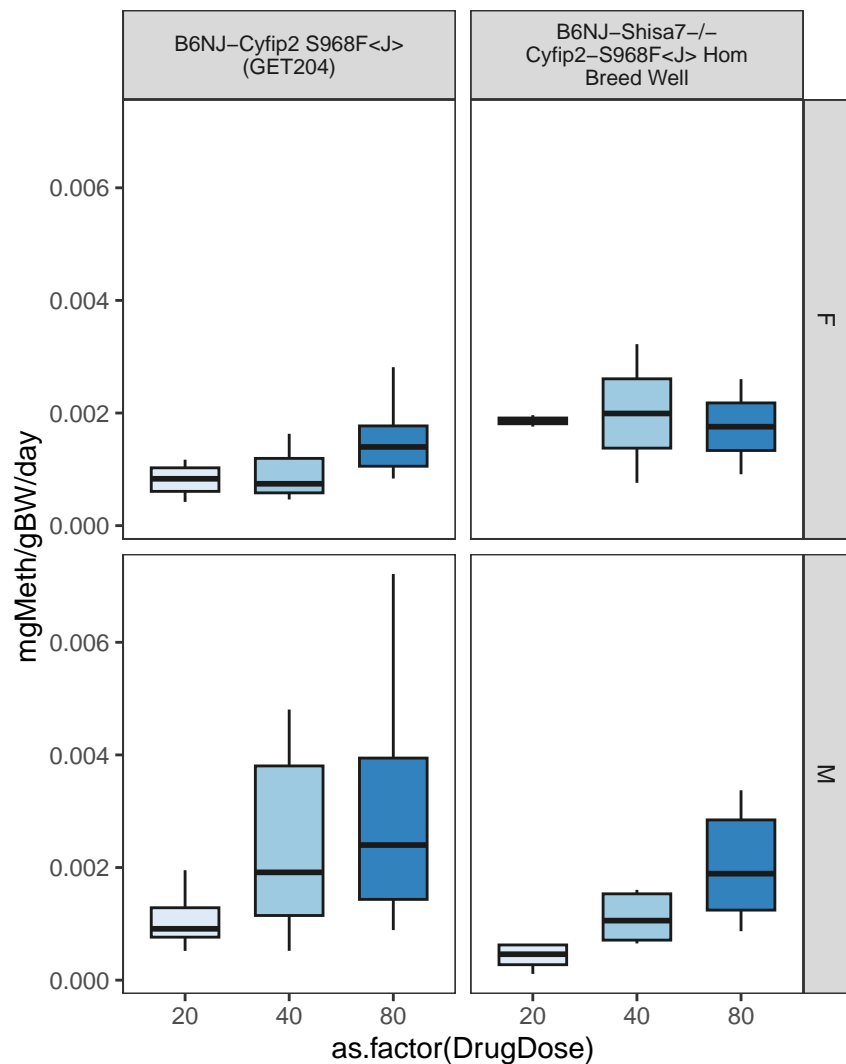 B6NJ−Cyfip2 S968F<J>
(GET204)
B6NJ−Shisa7−/−
Cyfip2−S968F<J> Hom
Breed Well
0.006
0.004
0.002
0.000
F
mgMeth/gBW/day
0.006
0.004
0.002
0.000
M
20 40 80
20 40 80
as.factor(DrugDose)